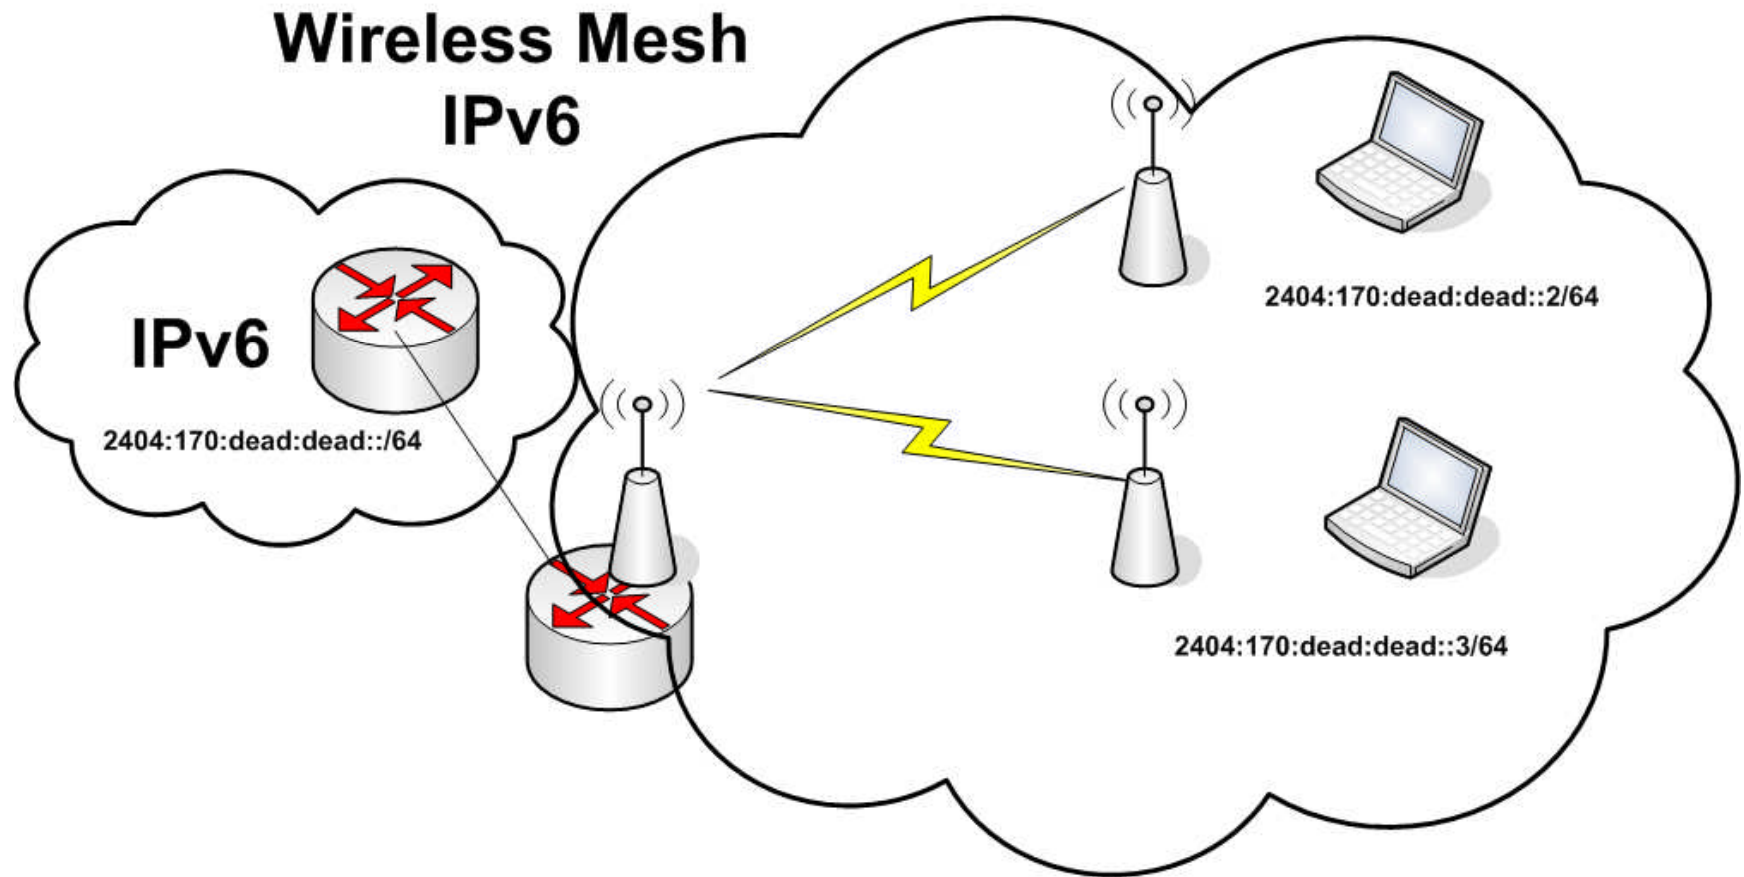 Wireless Mesh
IPv6
IPv6
2404:170:dead:dead::/64
2404:170:dead:dead::2/64
2404:170:dead:dead::3/64